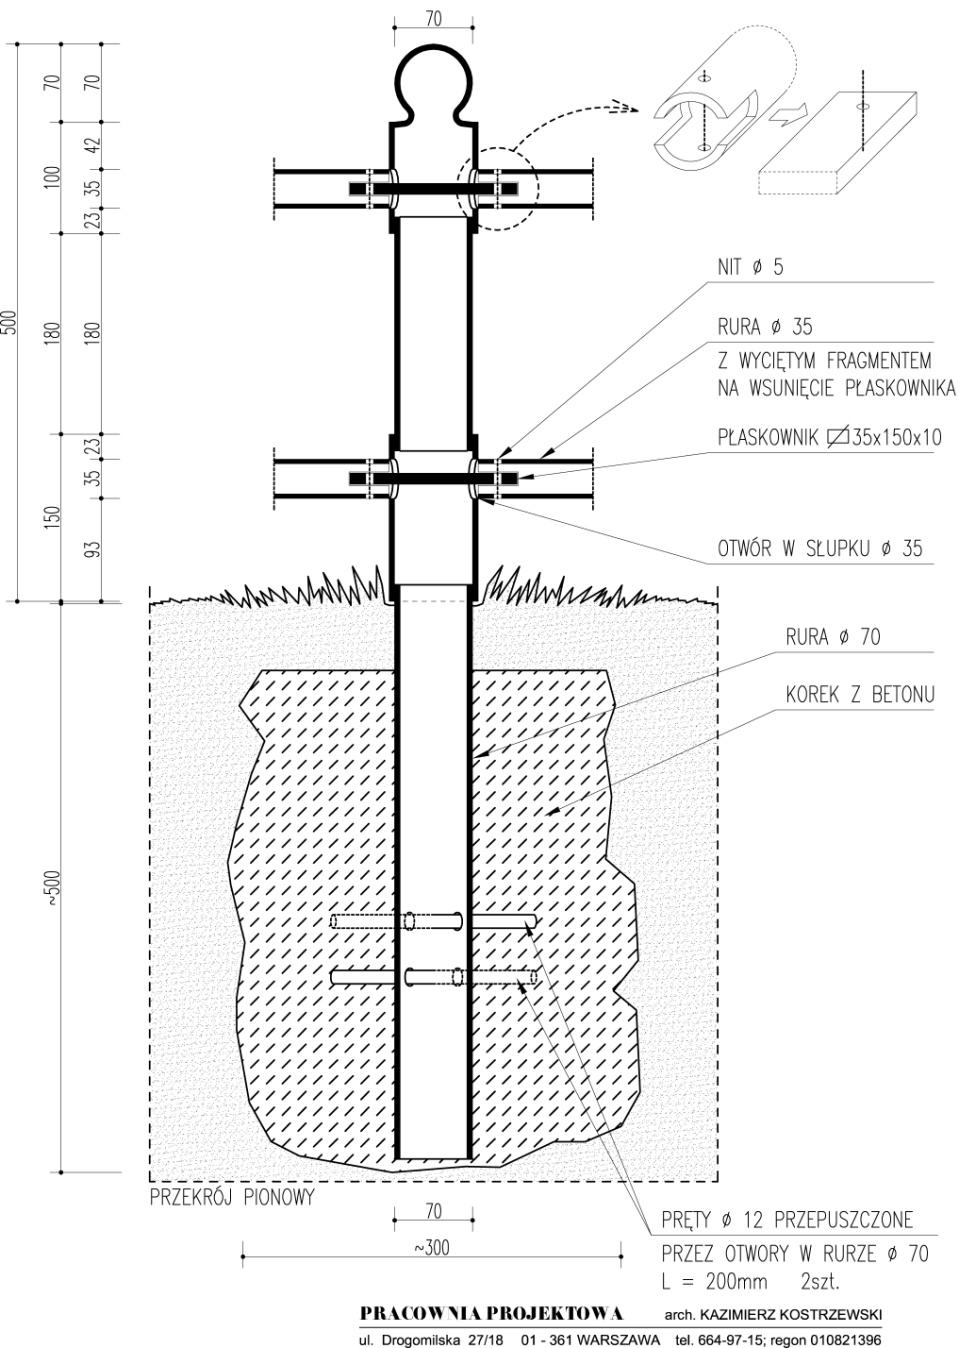 70
70
70
42
100
35
23
500
180
180
23
35
150
93
~500
NIT ø 5
RURA ø 35
Z WYCIĘTYM FRAGMENTEM
NA WSUNIĘCIE PŁASKOWNIKA
PŁASKOWNIK 35x150x10
OTWÓR W SŁUPKU ø 35
RURA ø 70
KOREK Z BETONU
PRZEKRÓJ PIONOWY
70
~300
PRĘTY ø 12 PRZEPUSZCZONE
PRZEZ OTWORY W RURZE ø 70
L = 200mm 2szt.
PRACOWNIA PROJEKTOWA arch. KAZIMIERZ KOSTRZEWSKI
ul. Drogomilska 27/18 01 - 361 WARSZAWA tel. 664-97-15; regon 010821396